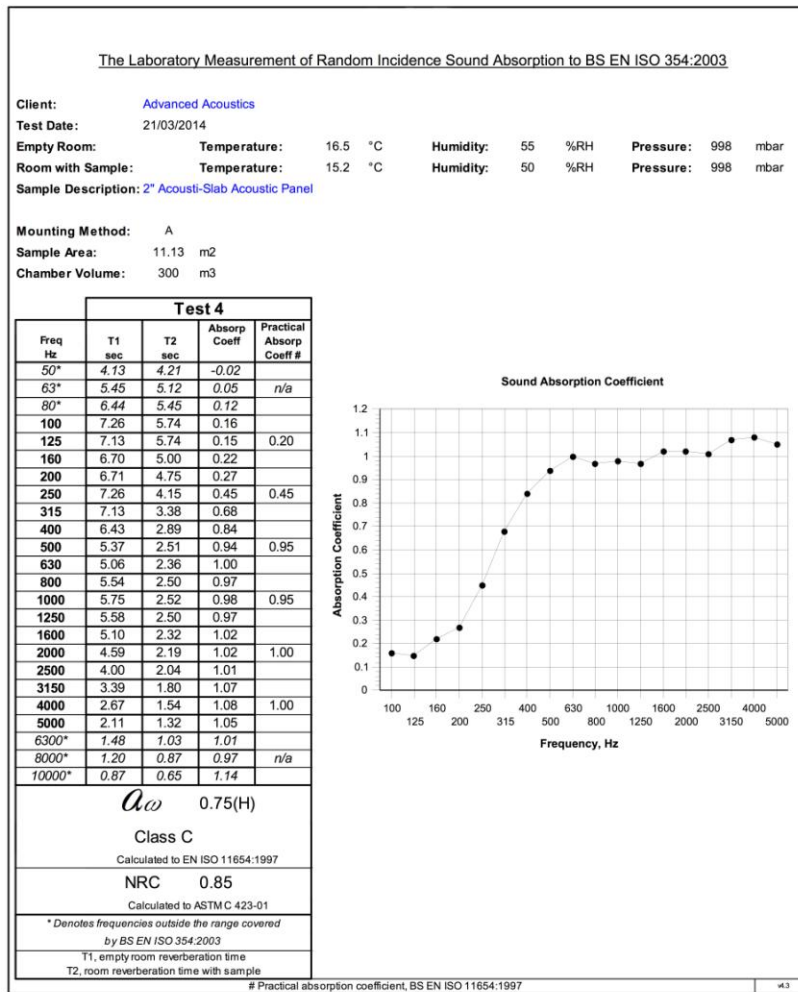 The Laboratory Measurement of Random Incidence Sound Absorption to BS EN ISO 354:2003
Client: Advanced Acoustics
Test Date: 21/03/2014
Empty Room: Temperature: 16.5 °C Humidity: 55 %RH Pressure: 998 mbar
Room with Sample: Temperature: 15.2 °C Humidity: 50 %RH Pressure: 998 mbar
Sample Description: 2" Acousti-Slab Acoustic Panel
Mounting Method: A
Sample Area: 11.13 m2
Chamber Volume: 300 m3
Test 4
Freq Hz T1 sec T2 sec Absorp Coeff Practical Absorp Coeff #
50* 4.13 4.21 -0.02
63* 5.45 5.12 0.05 n/a
80* 6.44 5.45 0.12
100 7.26 5.74 0.16
125 7.13 5.74 0.15 0.20
160 6.70 5.00 0.22
200 6.71 4.75 0.27
250 7.26 4.15 0.45 0.45
315 7.13 3.38 0.68
400 6.43 2.89 0.84
500 5.37 2.51 0.94 0.95
630 5.06 2.36 1.00
800 5.54 2.50 0.97
1000 5.75 2.52 0.98 0.95
1250 5.58 2.50 0.97
1600 5.10 2.32 1.02
2000 4.59 2.19 1.02 1.00
2500 4.00 2.04 1.01
3150 3.39 1.80 1.07
4000 2.67 1.54 1.08 1.00
5000 2.11 1.32 1.05
6300* 1.48 1.03 1.01
8000* 1.20 0.87 0.97 n/a
10000* 0.87 0.65 1.14
αω 0.75(H)
Class C
Calculated to EN ISO 11654:1997
NRC 0.85
Calculated to ASTM C 423-01
* Denotes frequencies outside the range covered
by BS EN ISO 354:2003
T1, empty room reverberation time
T2, room reverberation time with sample
Sound Absorption Coefficient
Absorption Coefficient
1.2
1.1
1
0.9
0.8
0.7
0.6
0.5
0.4
0.3
0.2
0.1
0
100 160 250 400 630 1000 1600 2500 4000
125 200 315 500 800 1250 2000 3150 5000
Frequency, Hz
# Practical absorption coefficient, BS EN ISO 11654:1997
v4.3